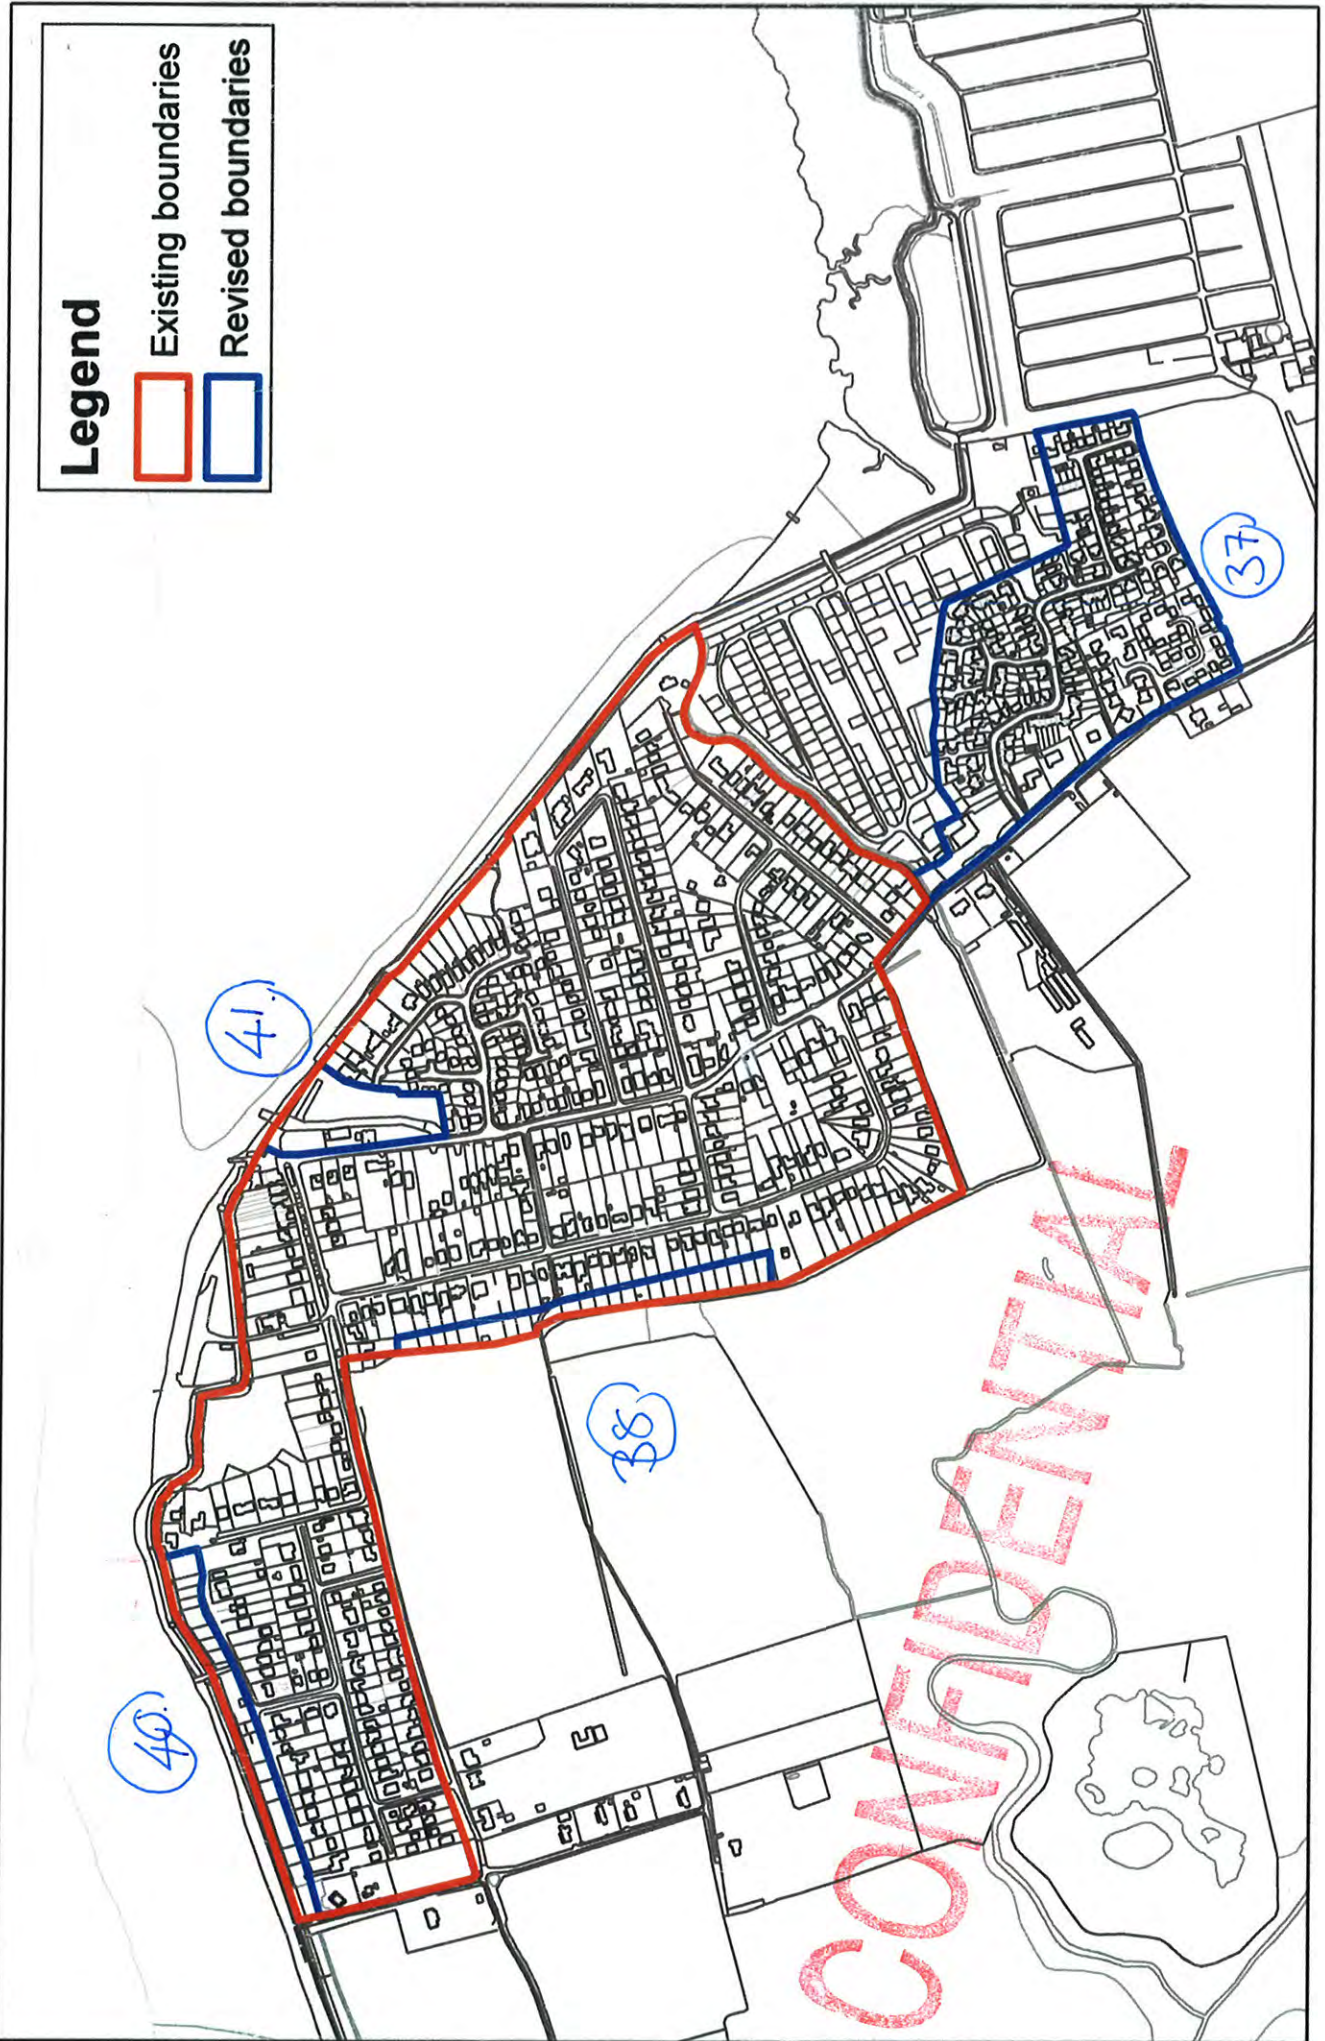 Legend
Existing boundaries
Revised boundaries
41.
40.
38
37
CONFIDENTIAL